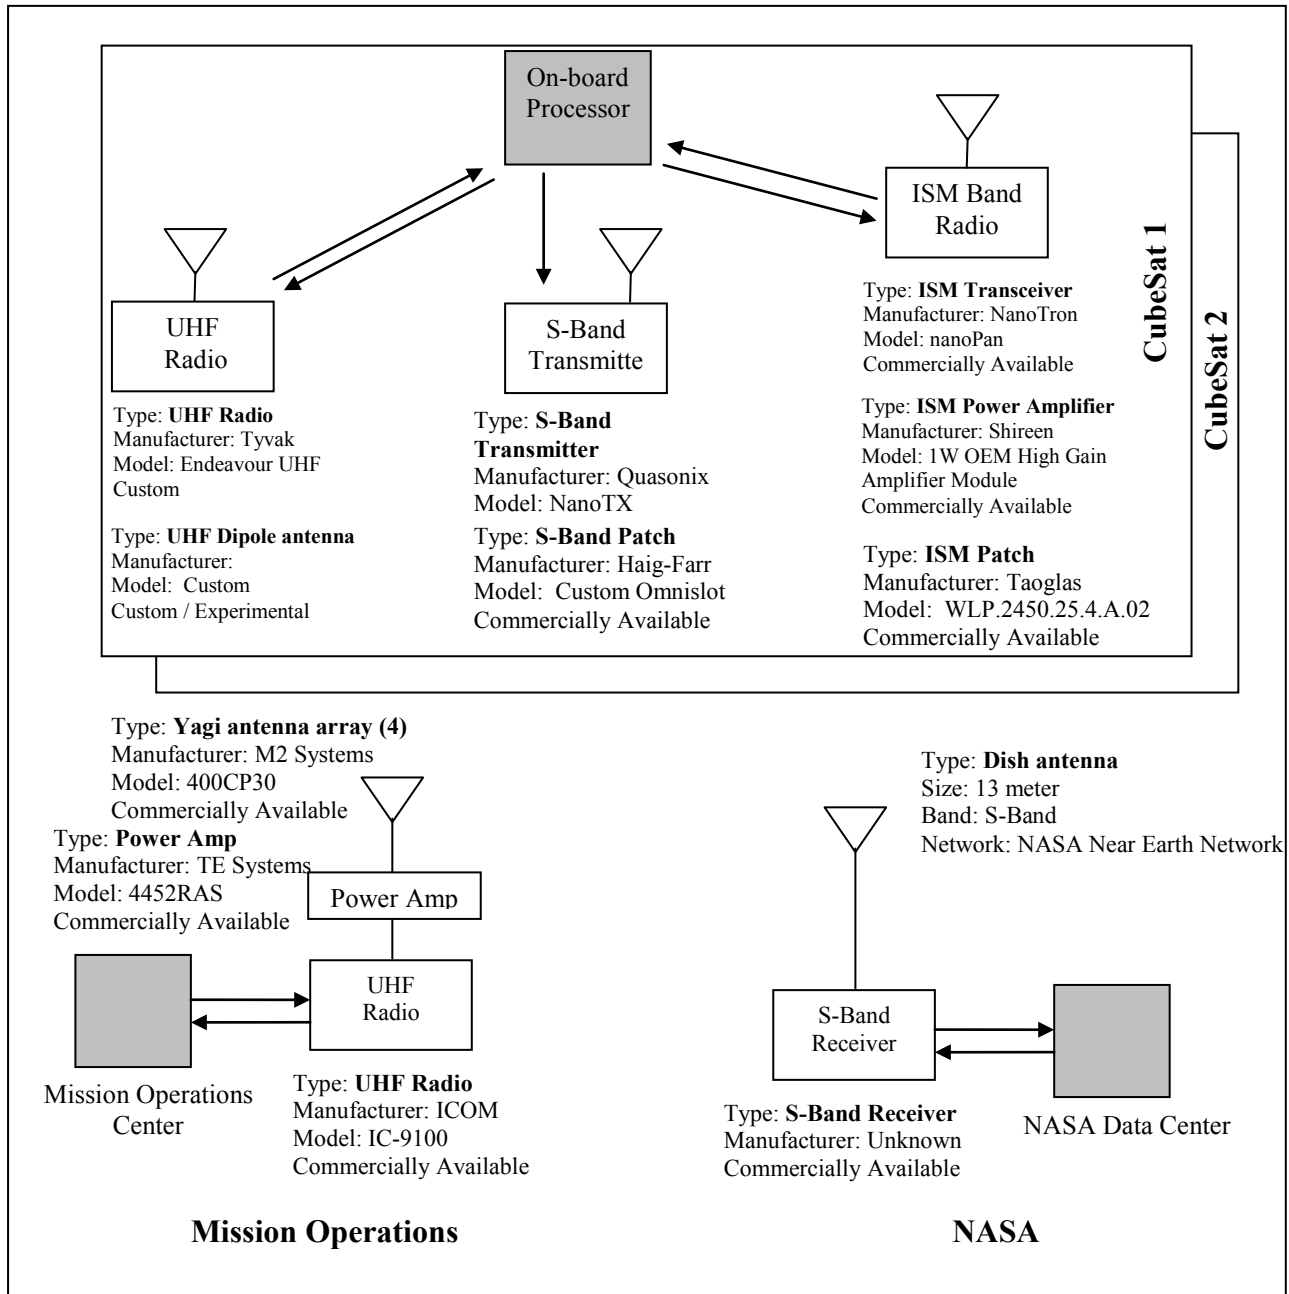 On-board
Processor
ISM Band
Radio
UHF
Radio
S-Band
Transmitte
CubeSat 1
CubeSat 2
Type: UHF Radio
Manufacturer: Tyvak
Model: Endeavour UHF
Custom
Type: UHF Dipole antenna
Manufacturer:
Model: Custom
Custom / Experimental
Type: S-Band
Transmitter
Manufacturer: Quasonix
Model: NanoTX
Type: S-Band Patch
Manufacturer: Haig-Farr
Model: Custom Omnislot
Commercially Available
Type: ISM Transceiver
Manufacturer: NanoTron
Model: nanoPan
Commercially Available
Type: ISM Power Amplifier
Manufacturer: Shireen
Model: 1W OEM High Gain
Amplifier Module
Commercially Available
Type: ISM Patch
Manufacturer: Taoglas
Model: WLP.2450.25.4.A.02
Commercially Available
Type: Yagi antenna array (4)
Manufacturer: M2 Systems
Model: 400CP30
Commercially Available
Type: Power Amp
Manufacturer: TE Systems
Model: 4452RAS
Commercially Available
Power Amp
UHF
Radio
Mission Operations
Center
Type: UHF Radio
Manufacturer: ICOM
Model: IC-9100
Commercially Available
Mission Operations
Type: Dish antenna
Size: 13 meter
Band: S-Band
Network: NASA Near Earth Network
S-Band
Receiver
Type: S-Band Receiver
Manufacturer: Unknown
Commercially Available
NASA Data Center
NASA